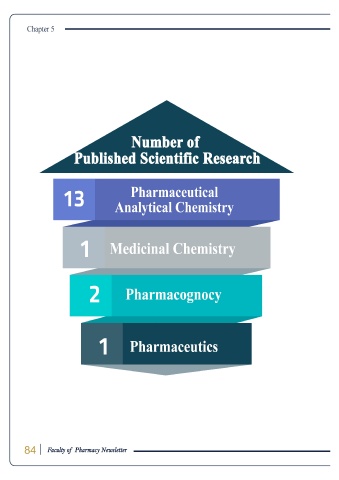 Chapter 5
Number of
Published Scientific Research
13
Pharmaceutical
Analytical Chemistry
1
Medicinal Chemistry
2
Pharmacognocy
1
Pharmaceutics
84
Faculty of Pharmacy Newsletter